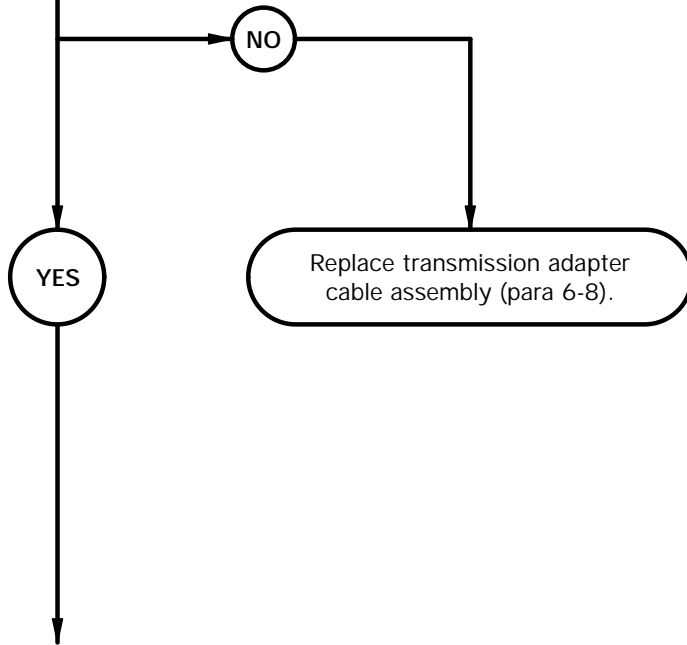 NO
YES
Replace transmission adapter
cable assembly (para 6-8).